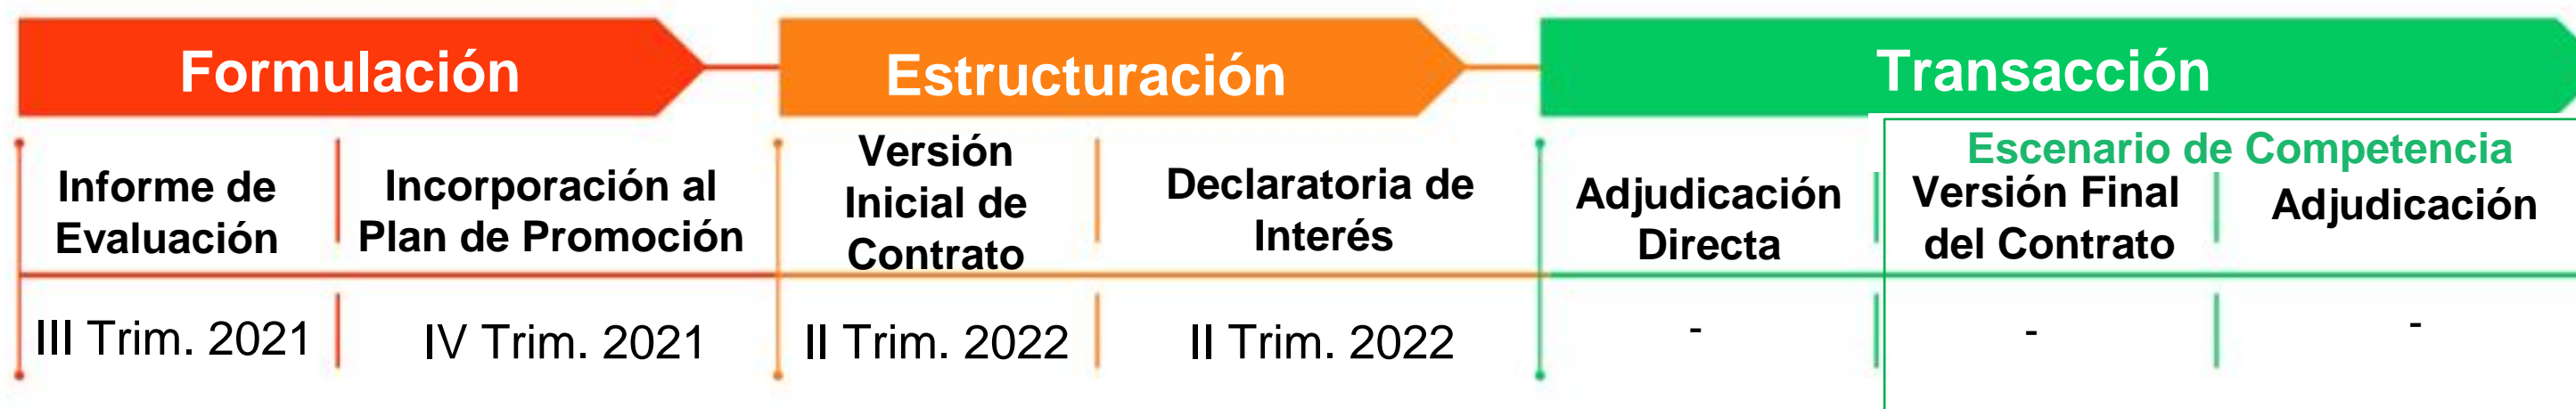 Formulación
Estructuración
Transacción
Informe de
Evaluación
Incorporación al
Plan de Promoción
Versión
Inicial de
Contrato
Declaratoria de
Interés
Adjudicación
Directa
Escenario de Competencia
Versión Final
del Contrato
Adjudicación
III Trim. 2021
IV Trim. 2021
II Trim. 2022
II Trim. 2022
-
-
-